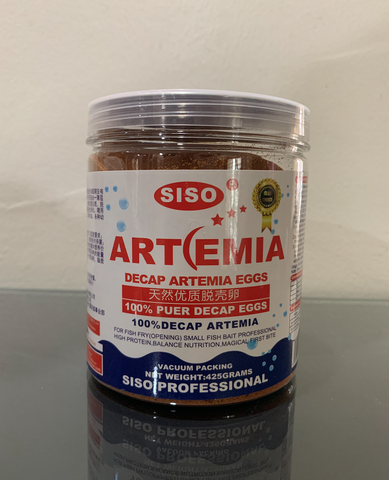 SISO®
ARTEMIA
DECAP ARTEMIA EGGS
天然优质脱壳卵
100% PUER DECAP EGGS
100%DECAP ARTEMIA
FOR FISH FRY(OPENING) SMALL FISH BAIT PROFESSIONAL
HIGH PROTEIN,BALANCE NUTRITION,MAGICAL FIRST BITE
VACUUM PACKING
NET WEIGHT:425GRAMS
SISO PROFESSIONAL